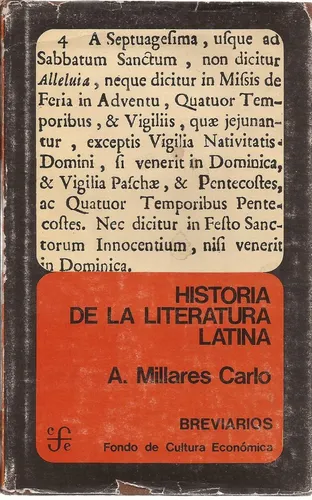 4 A Septuagesima, usque ad
Sabbatum Sanctum, non dicitur
Alleluia, neque dicitur in Missis de
Feria in Adventu, Quatuor Tem-
poribus, & Vigiliis, quæ jejunan-
tur, exceptis Vigilia Nativitatis
Domini, si venerit in Dominica,
& Vigilia Paschæ, & Pentecostes,
ac Quatuor Temporibus Pente-
costes. Nec dicitur in Festo Sanc-
torum Innocentium, nisi venerit
in Dominica.
HISTORIA
DE LA LITERATURA
LATINA
A. Millares Carlo
BREVIARIOS
cfe
Fondo de Cultura Económica